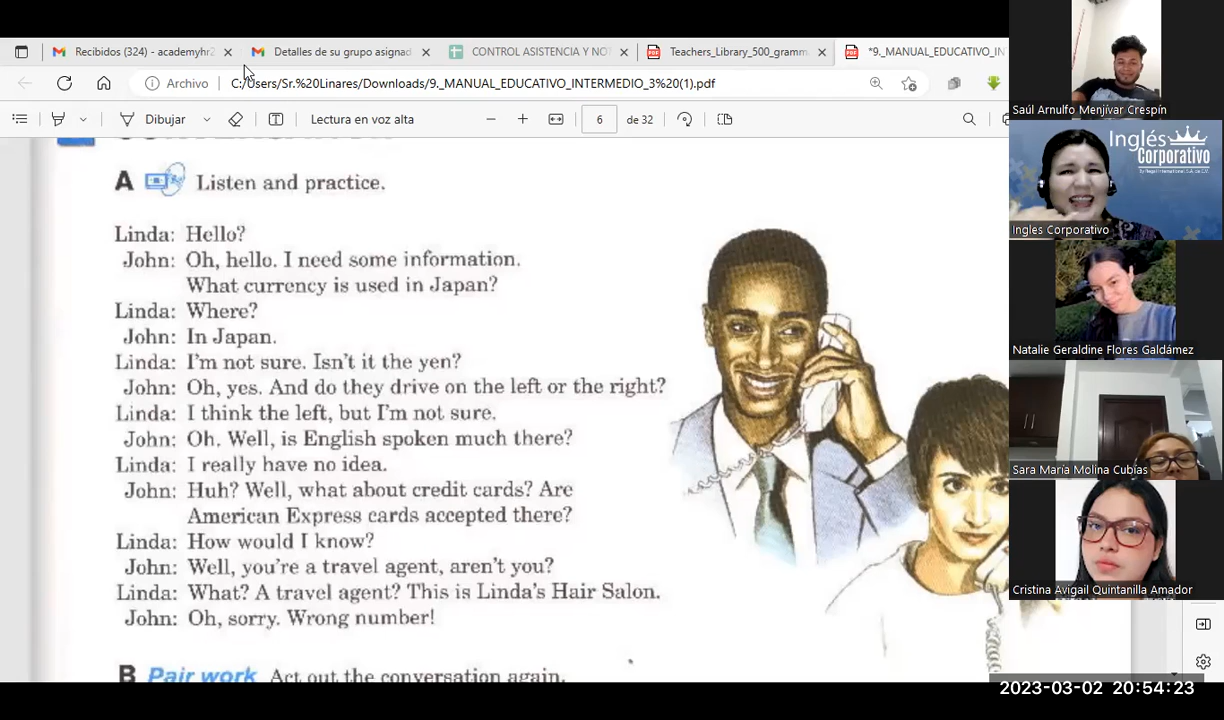 Recibidos (324) - academyhr2
Detalles de su grupo asignad
CONTROL ASISTENCIA Y NOT
Teachers_Library_500_gramm
*9._MANUAL_EDUCATIVO_IN
Archivo
C:/Users/Sr.%20Linares/Downloads/9._MANUAL_EDUCATIVO_INTERMEDIO_3%20(1).pdf
Dibujar
Lectura en voz alta
6
de 32
A
Listen and practice.
Linda: Hello?
John: Oh, hello. I need some information.
What currency is used in Japan?
Linda: Where?
John: In Japan.
Linda: I'm not sure. Isn't it the yen?
John: Oh, yes. And do they drive on the left or the right?
Linda: I think the left, but I'm not sure.
John: Oh. Well, is English spoken much there?
Linda: I really have no idea.
John: Huh? Well, what about credit cards? Are
American Express cards accepted there?
Linda: How would I know?
John: Well, you're a travel agent, aren't you?
Linda: What? A travel agent? This is Linda's Hair Salon.
John: Oh, sorry. Wrong number!
B Pair work Act out the conversation again.
Saúl Arnulfo Menjívar Crespín
Inglés
Corporativo
Ingles Corporativo
Natalie Geraldine Flores Galdámez
Sara María Molina Cubías
Cristina Avigail Quintanilla Amador
2023-03-02 20:54:23